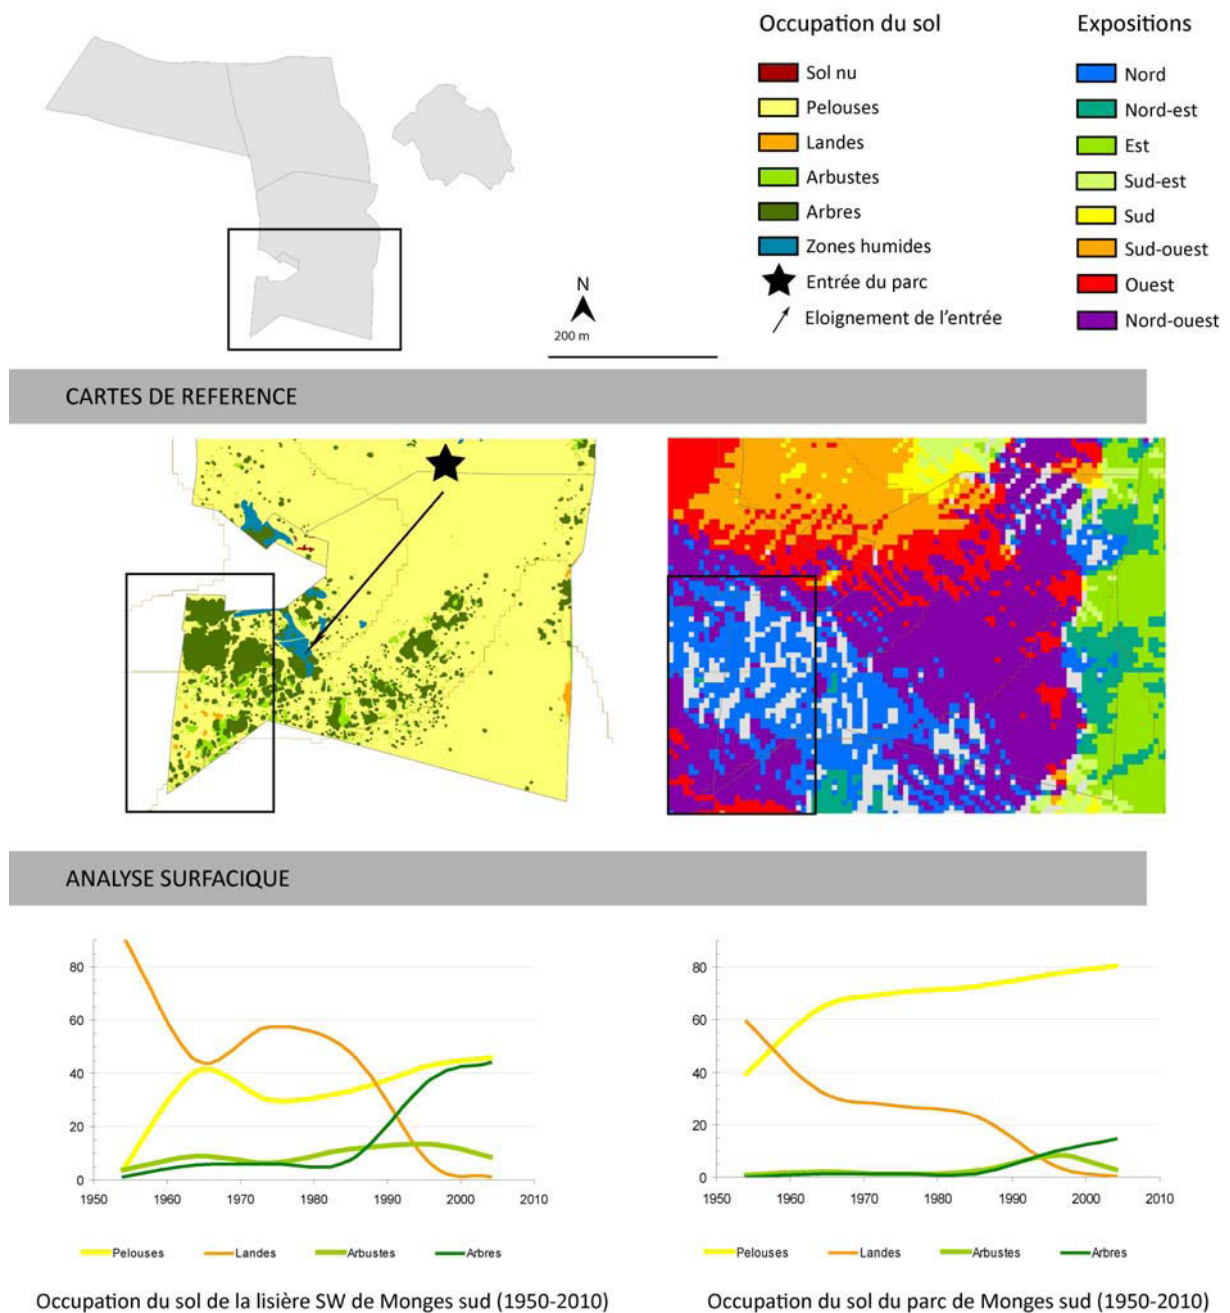 Occupation du sol
Sol nu
Pelouses
Landes
Arbustes
Arbres
Zones humides
Entrée du parc
Eloignement de l'entrée
Expositions
Nord
Nord-est
Est
Sud-est
Sud
Sud-ouest
Ouest
Nord-ouest
N
200 m
CARTES DE REFERENCE
ANALYSE SURFACIQUE
80
60
40
20
0
1950 1960 1970 1980 1990 2000 2010
Pelouses Landes Arbustes Arbres
Occupation du sol de la lisière SW de Monges sud (1950-2010)
80
60
40
20
0
1950 1960 1970 1980 1990 2000 2010
Pelouses Landes Arbustes Arbres
Occupation du sol du parc de Monges sud (1950-2010)